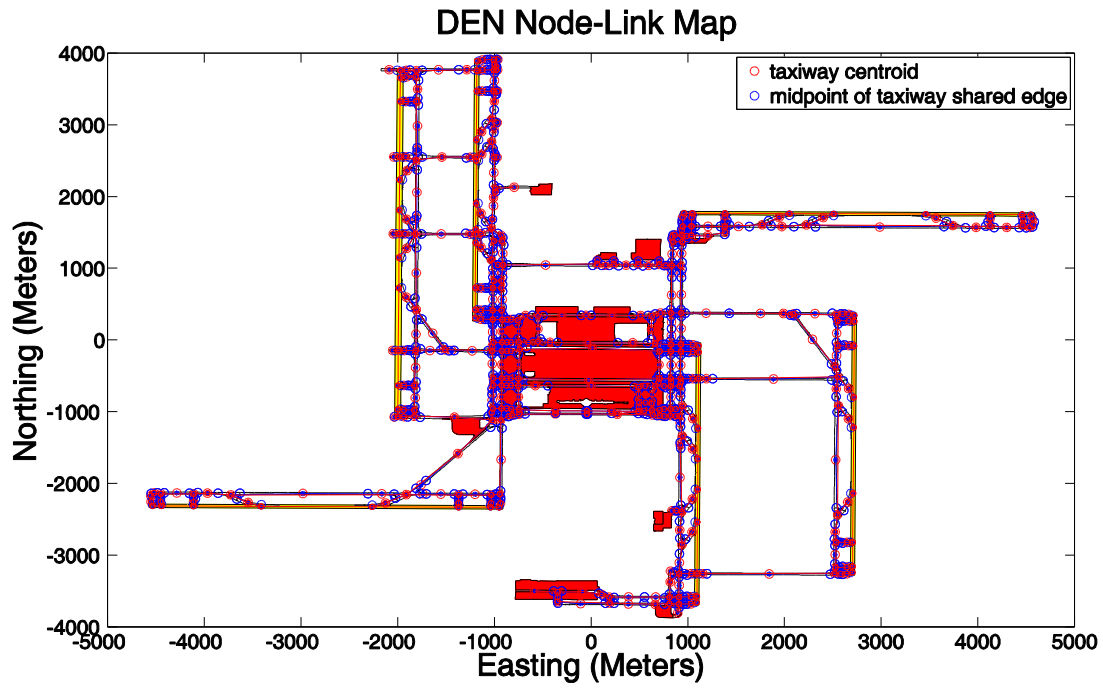 DEN Node-Link Map
taxiway centroid
midpoint of taxiway shared edge
Northing (Meters)
4000
3000
2000
1000
0
-1000
-2000
-3000
-4000
-5000 -4000 -3000 -2000 -1000 0 1000 2000 3000 4000 5000
Easting (Meters)